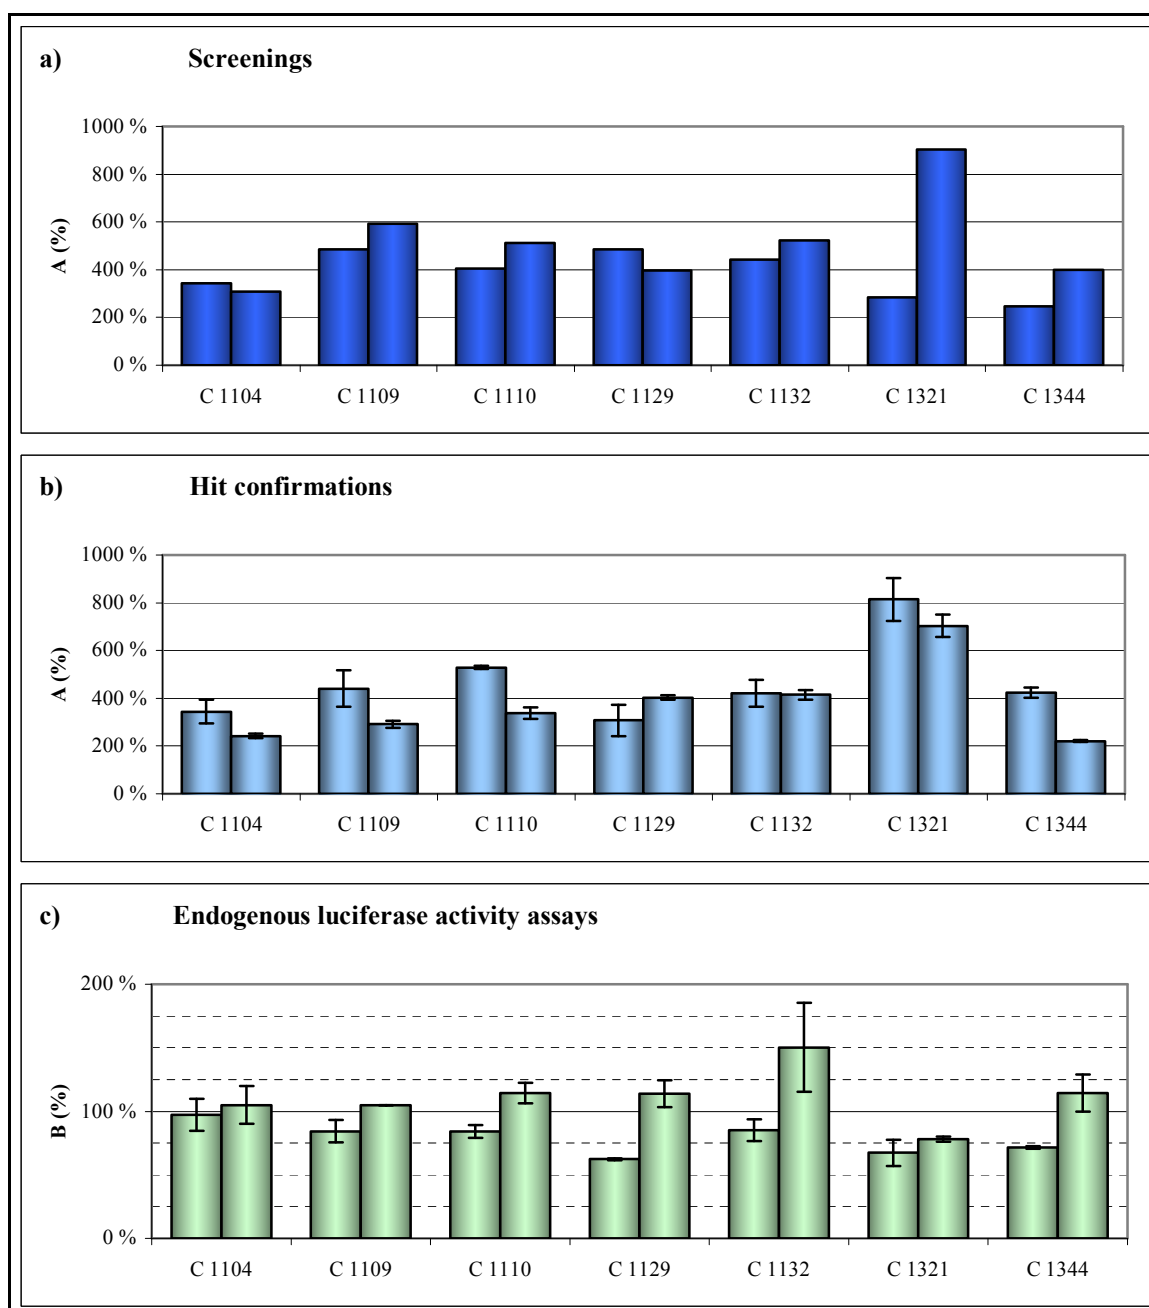 a) Screenings
1000 %
800 %
600 %
400 %
200 %
0 %
A (%)
C 1104 C 1109 C 1110 C 1129 C 1132 C 1321 C 1344
b) Hit confirmations
1000 %
800 %
600 %
400 %
200 %
0 %
A (%)
C 1104 C 1109 C 1110 C 1129 C 1132 C 1321 C 1344
c) Endogenous luciferase activity assays
200 %
100 %
0 %
B (%)
C 1104 C 1109 C 1110 C 1129 C 1132 C 1321 C 1344